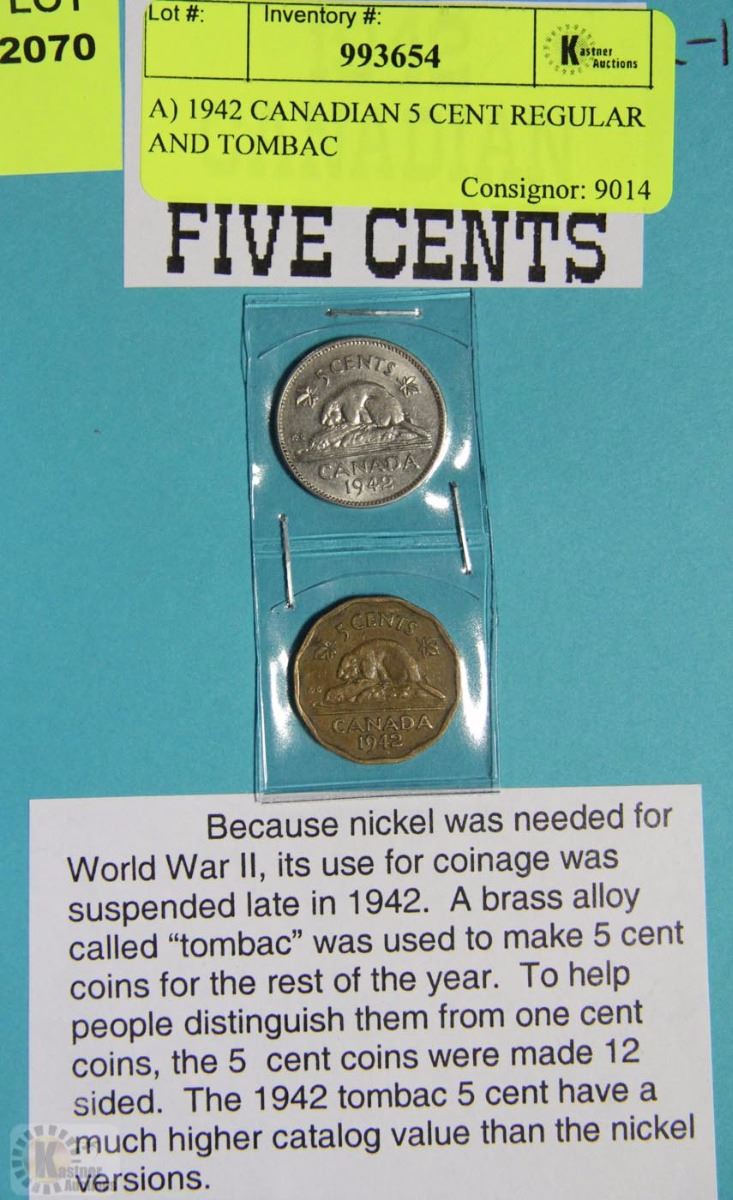 LOT
2070
Lot #:
Inventory #:
993654
Kastner
Auctions
A) 1942 CANADIAN 5 CENT REGULAR
AND TOMBAC
Consignor: 9014
FIVE CENTS
5 CENTS
CANADA
1942
5 CENTS
CANADA
1942
Because nickel was needed for
World War II, its use for coinage was
suspended late in 1942. A brass alloy
called “tombac” was used to make 5 cent
coins for the rest of the year. To help
people distinguish them from one cent
coins, the 5 cent coins were made 12
sided. The 1942 tombac 5 cent have a
much higher catalog value than the nickel
versions.
Kastner
Auctions